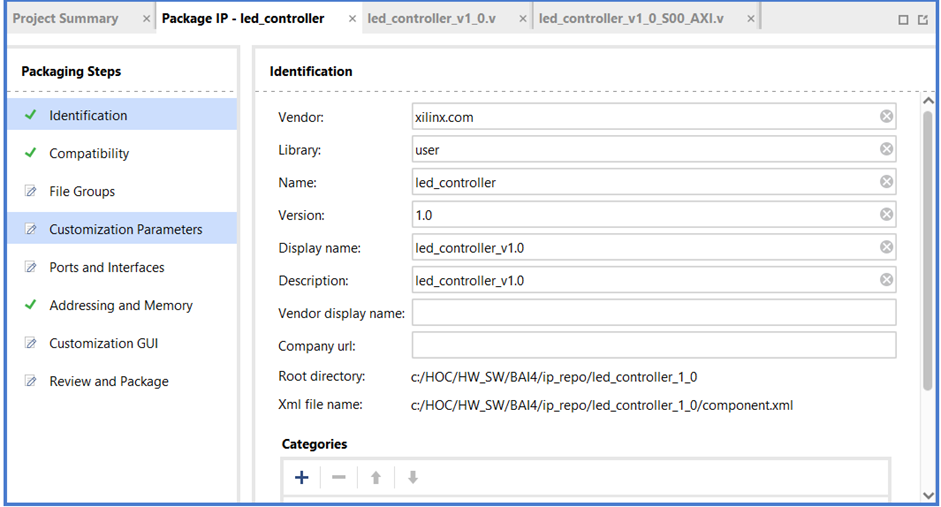 Project Summary
Package IP - led_controller
led_controller_v1_0.v
led_controller_v1_0_S00_AXI.v
Packaging Steps
Identification
Compatibility
File Groups
Customization Parameters
Ports and Interfaces
Addressing and Memory
Customization GUI
Review and Package
Identification
Vendor: xilinx.com
Library: user
Name: led_controller
Version: 1.0
Display name: led_controller_v1.0
Description: led_controller_v1.0
Vendor display name:
Company url:
Root directory: c:/HOC/HW_SW/BAI4/ip_repo/led_controller_1_0
Xml file name: c:/HOC/HW_SW/BAI4/ip_repo/led_controller_1_0/component.xml
Categories